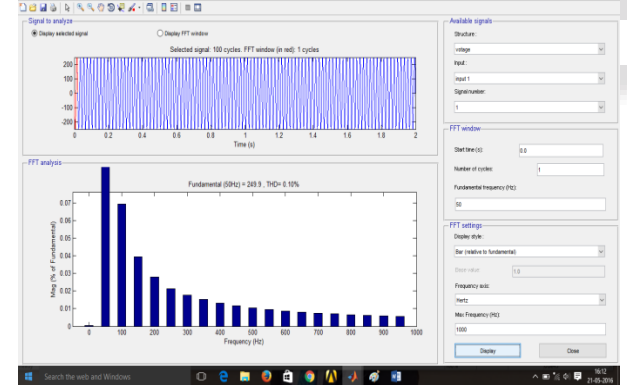 Signal to analyze
Display selected signal
Display FFT window
Selected signal: 100 cycles. FFT window (in red): 1 cycles
200
100
0
-100
-200
0 0.2 0.4 0.6 0.8 1 1.2 1.4 1.6 1.8 2
Time (s)
FFT analysis
Fundamental (50Hz) = 249.9 , THD= 0.10%
Mag (% of Fundamental)
0.07
0.06
0.05
0.04
0.03
0.02
0.01
0
0 100 200 300 400 500 600 700 800 900 1000
Frequency (Hz)
Available signals
Structure :
voltage
Input :
input 1
Signal number:
1
FFT window
Start time (s):
0.0
Number of cycles:
1
Fundamental frequency (Hz):
50
FFT settings
Display style :
Bar (relative to fundamental)
Base value:
1.0
Frequency axis:
Hertz
Max Frequency (Hz):
1000
Display
Close
Search the web and Windows
16:12
21-05-2016